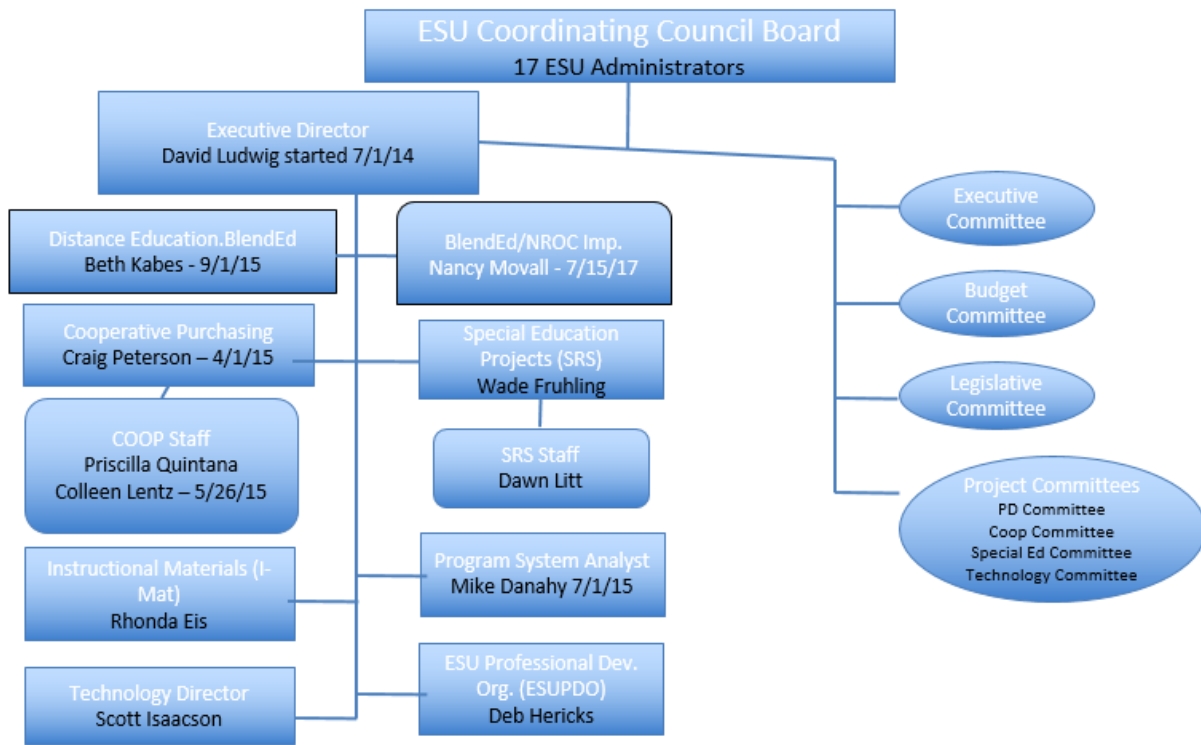 ESU Coordinating Council Board
17 ESU Administrators
Executive Director
David Ludwig started 7/1/14
Distance Education.BlendEd
Beth Kabes - 9/1/15
BlendEd/NROC Imp.
Nancy Movall - 7/15/17
Cooperative Purchasing
Craig Peterson – 4/1/15
Special Education
Projects (SRS)
Wade Fruhling
COOP Staff
Priscilla Quintana
Colleen Lentz – 5/26/15
SRS Staff
Dawn Litt
Instructional Materials (I-
Mat)
Rhonda Eis
Program System Analyst
Mike Danahy 7/1/15
Technology Director
Scott Isaacson
ESU Professional Dev.
Org. (ESUPDO)
Deb Hericks
Executive
Committee
Budget
Committee
Legislative
Committee
Project Committees
PD Committee
Coop Committee
Special Ed Committee
Technology Committee